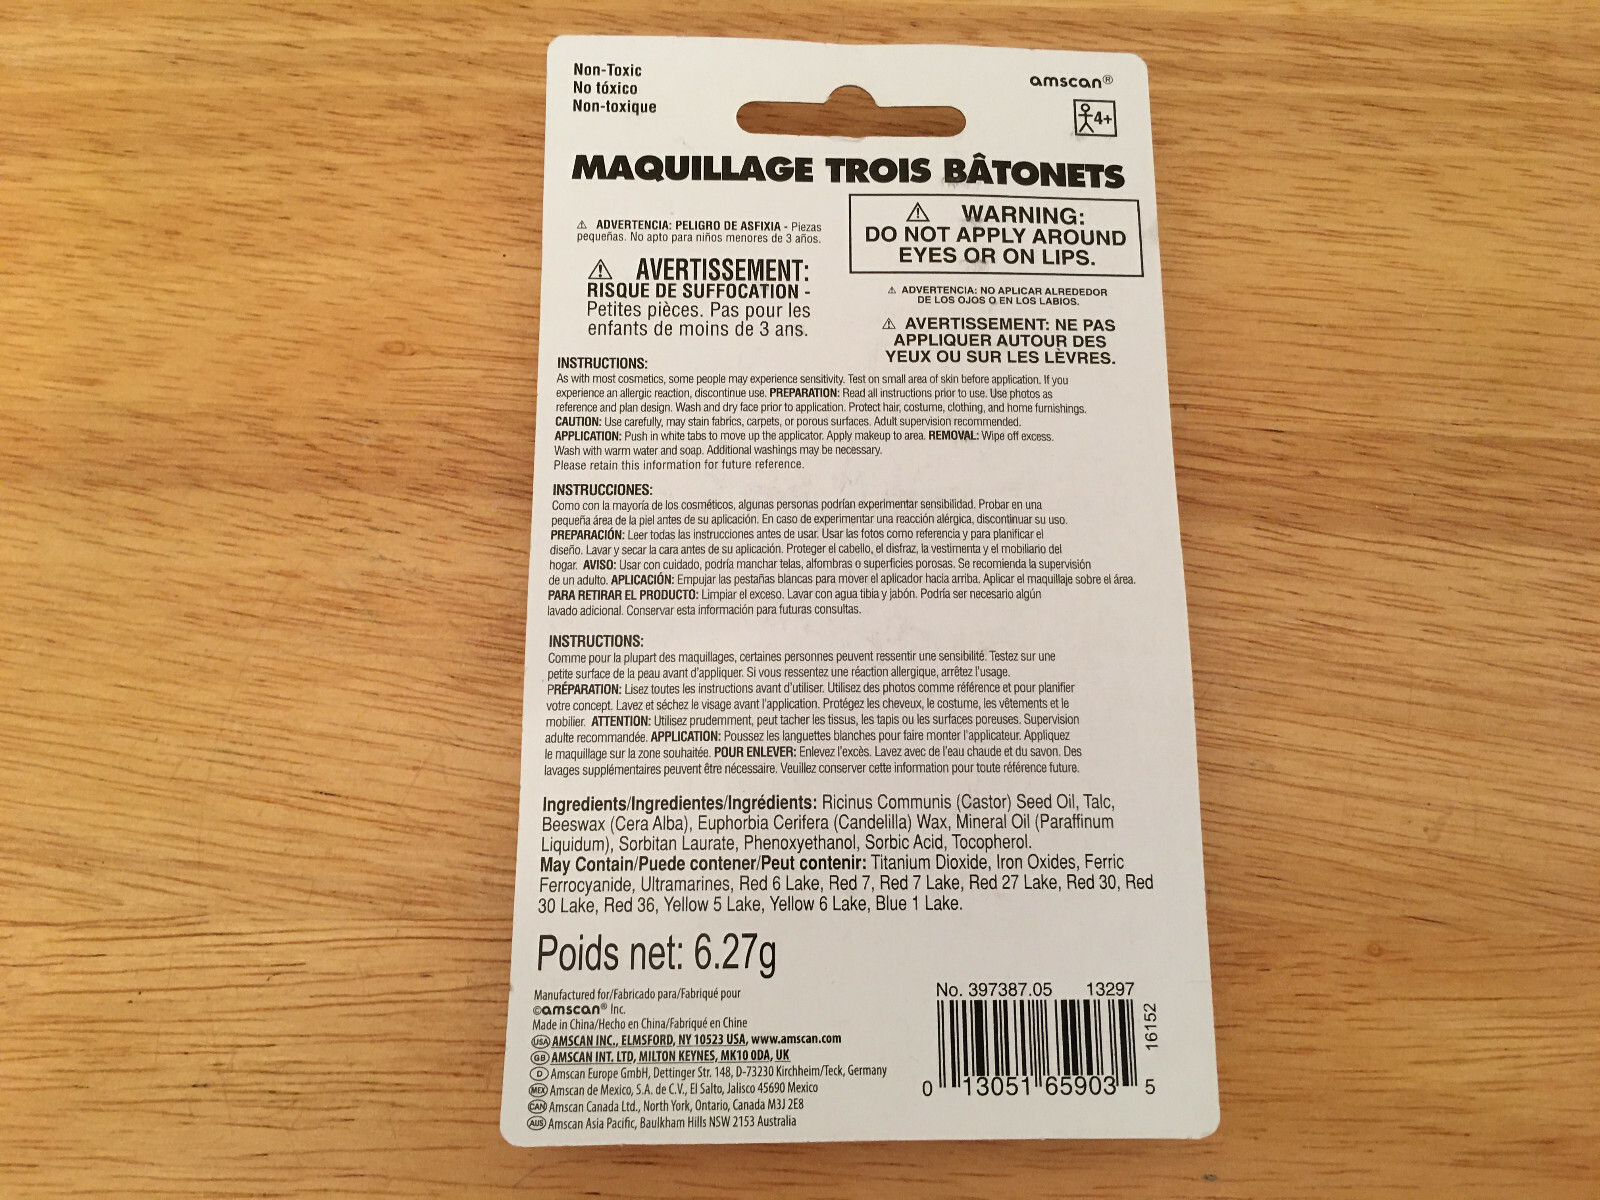 Non-Toxic
No tóxico
Non-toxique
amscan®
4+
MAQUILLAGE TROIS BÂTONETS
⚠ ADVERTENCIA: PELIGRO DE ASFIXIA - Piezas
pequeñas. No apto para niños menores de 3 años.
⚠ AVERTISSEMENT:
RISQUE DE SUFFOCATION -
Petites pièces. Pas pour les
enfants de moins de 3 ans.
⚠ WARNING:
DO NOT APPLY AROUND
EYES OR ON LIPS.
⚠ ADVERTENCIA: NO APLICAR ALREDEDOR
DE LOS OJOS O EN LOS LABIOS.
⚠ AVERTISSEMENT: NE PAS
APPLIQUER AUTOUR DES
YEUX OU SUR LES LÈVRES.
INSTRUCTIONS:
As with most cosmetics, some people may experience sensitivity. Test on small area of skin before application. If you
experience an allergic reaction, discontinue use. PREPARATION: Read all instructions prior to use. Use photos as
reference and plan design. Wash and dry face prior to application. Protect hair, costume, clothing, and home furnishings.
CAUTION: Use carefully, may stain fabrics, carpets, or porous surfaces. Adult supervision recommended.
APPLICATION: Push in white tabs to move up the applicator. Apply makeup to area. REMOVAL: Wipe off excess.
Wash with warm water and soap. Additional washings may be necessary.
Please retain this information for future reference.
INSTRUCCIONES:
Como con la mayoría de los cosméticos, algunas personas podrían experimentar sensibilidad. Probar en una
pequeña área de la piel antes de su aplicación. En caso de experimentar una reacción alérgica, discontinuar su uso.
PREPARACIÓN: Leer todas las instrucciones antes de usar. Usar las fotos como referencia y para planificar el
diseño. Lavar y secar la cara antes de su aplicación. Proteger el cabello, el disfraz, la vestimenta y el mobiliario del
hogar. AVISO: Usar con cuidado, podría manchar telas, alfombras o superficies porosas. Se recomienda la supervisión
de un adulto. APLICACIÓN: Empujar las pestañas blancas para mover el aplicador hacia arriba. Aplicar el maquillaje sobre el área.
PARA RETIRAR EL PRODUCTO: Limpiar el exceso. Lavar con agua tibia y jabón. Podría ser necesario algún
lavado adicional. Conservar esta información para futuras consultas.
INSTRUCTIONS:
Comme pour la plupart des maquillages, certaines personnes peuvent ressentir une sensibilité. Testez sur une
petite surface de la peau avant d'appliquer. Si vous ressentez une réaction allergique, arrêtez l'usage.
PRÉPARATION: Lisez toutes les instructions avant d'utiliser. Utilisez des photos comme référence et pour planifier
votre concept. Lavez et séchez le visage avant l'application. Protégez les cheveux, le costume, les vêtements et le
mobilier. ATTENTION: Utilisez prudemment, peut tacher les tissus, les tapis ou les surfaces poreuses. Supervision
adulte recommandée. APPLICATION: Poussez les languettes blanches pour faire monter l'applicateur. Appliquez
le maquillage sur la zone souhaitée. POUR ENLEVER: Enlevez l'excès. Lavez avec de l'eau chaude et du savon. Des
lavages supplémentaires peuvent être nécessaire. Veuillez conserver cette information pour toute référence future.
Ingredients/Ingredientes/Ingrédients: Ricinus Communis (Castor) Seed Oil, Talc,
Beeswax (Cera Alba), Euphorbia Cerifera (Candelilla) Wax, Mineral Oil (Paraffinum
Liquidum), Sorbitan Laurate, Phenoxyethanol, Sorbic Acid, Tocopherol.
May Contain/Puede contener/Peut contenir: Titanium Dioxide, Iron Oxides, Ferric
Ferrocyanide, Ultramarines, Red 6 Lake, Red 7, Red 7 Lake, Red 27 Lake, Red 30, Red
30 Lake, Red 36, Yellow 5 Lake, Yellow 6 Lake, Blue 1 Lake.
Poids net: 6.27g
Manufactured for/Fabricado para/Fabriqué pour
©amscan® Inc.
Made in China/Hecho en China/Fabriqué en Chine
USA AMSCAN INC., ELMSFORD, NY 10523 USA, www.amscan.com
GB AMSCAN INT. LTD, MILTON KEYNES, MK10 0DA, UK
D Amscan Europe GmbH, Dettinger Str. 148, D-73230 Kirchheim/Teck, Germany
MEX Amscan de Mexico, S.A. de C.V., El Salto, Jalisco 45690 Mexico
CAN Amscan Canada Ltd., North York, Ontario, Canada M3J 2E8
AUS Amscan Asia Pacific, Baulkham Hills NSW 2153 Australia
No. 397387.05 13297
16152
0 13051 65903 5